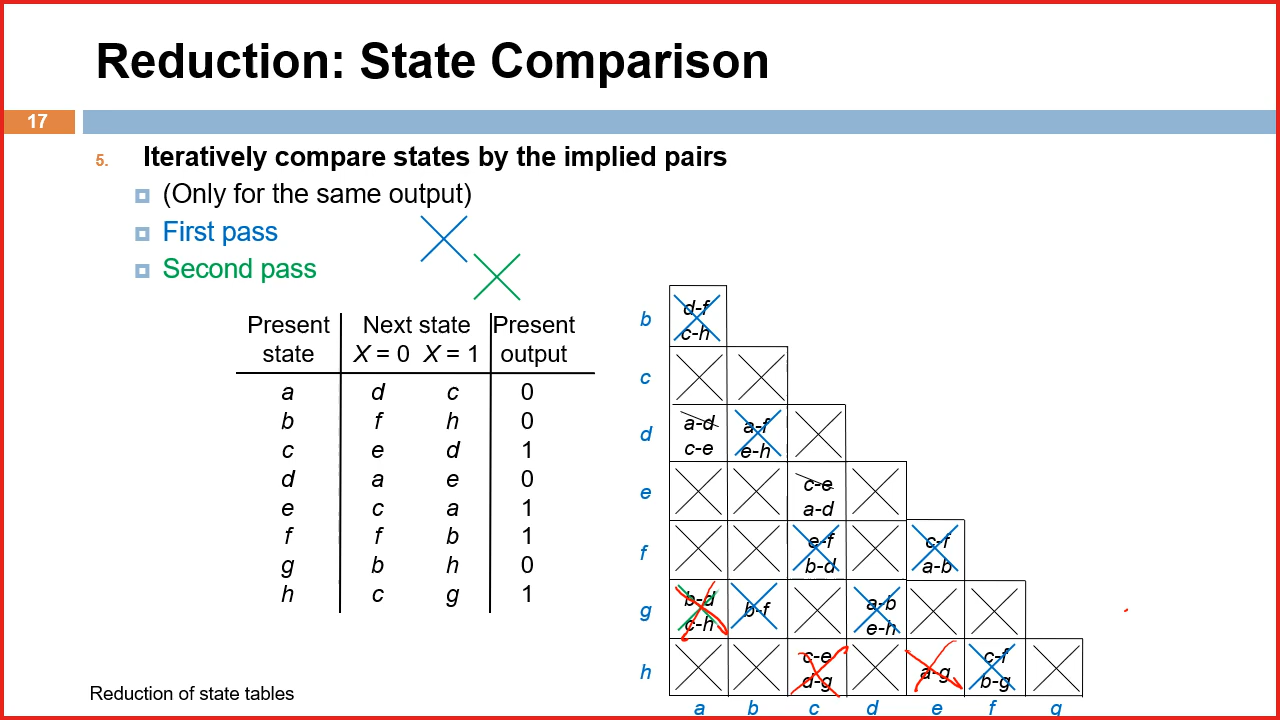 Reduction: State Comparison
17
5. Iteratively compare states by the implied pairs
(Only for the same output)
First pass
Second pass
Present Next state Present
state X = 0 X = 1 output
a d c 0
b f h 0
c e d 1
d a e 0
e c a 1
f f b 1
g b h 0
h c g 1
b d-f
c-h
c
d a-d a-f
c-e e-h
e c-e
a-d
f e-f c-f
b-d a-b
g b-d b-f a-b
c-h e-h
h c-e a-g c-f
d-g b-g
a b c d e f g
Reduction of state tables